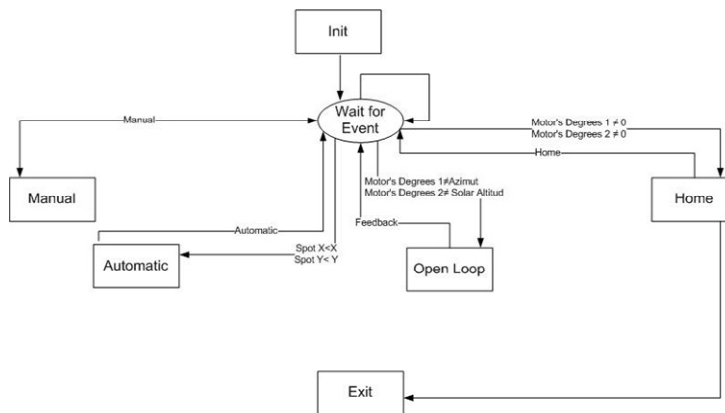 Init
Wait for
Event
Manual
Motor's Degrees 1 ≠ 0
Motor's Degrees 2 ≠ 0
Home
Motor's Degrees 1≠Azimut
Motor's Degrees 2≠ Solar Altitud
Manual
Home
Feedback
Automatic
Spot X<X
Spot Y< Y
Automatic
Open Loop
Exit